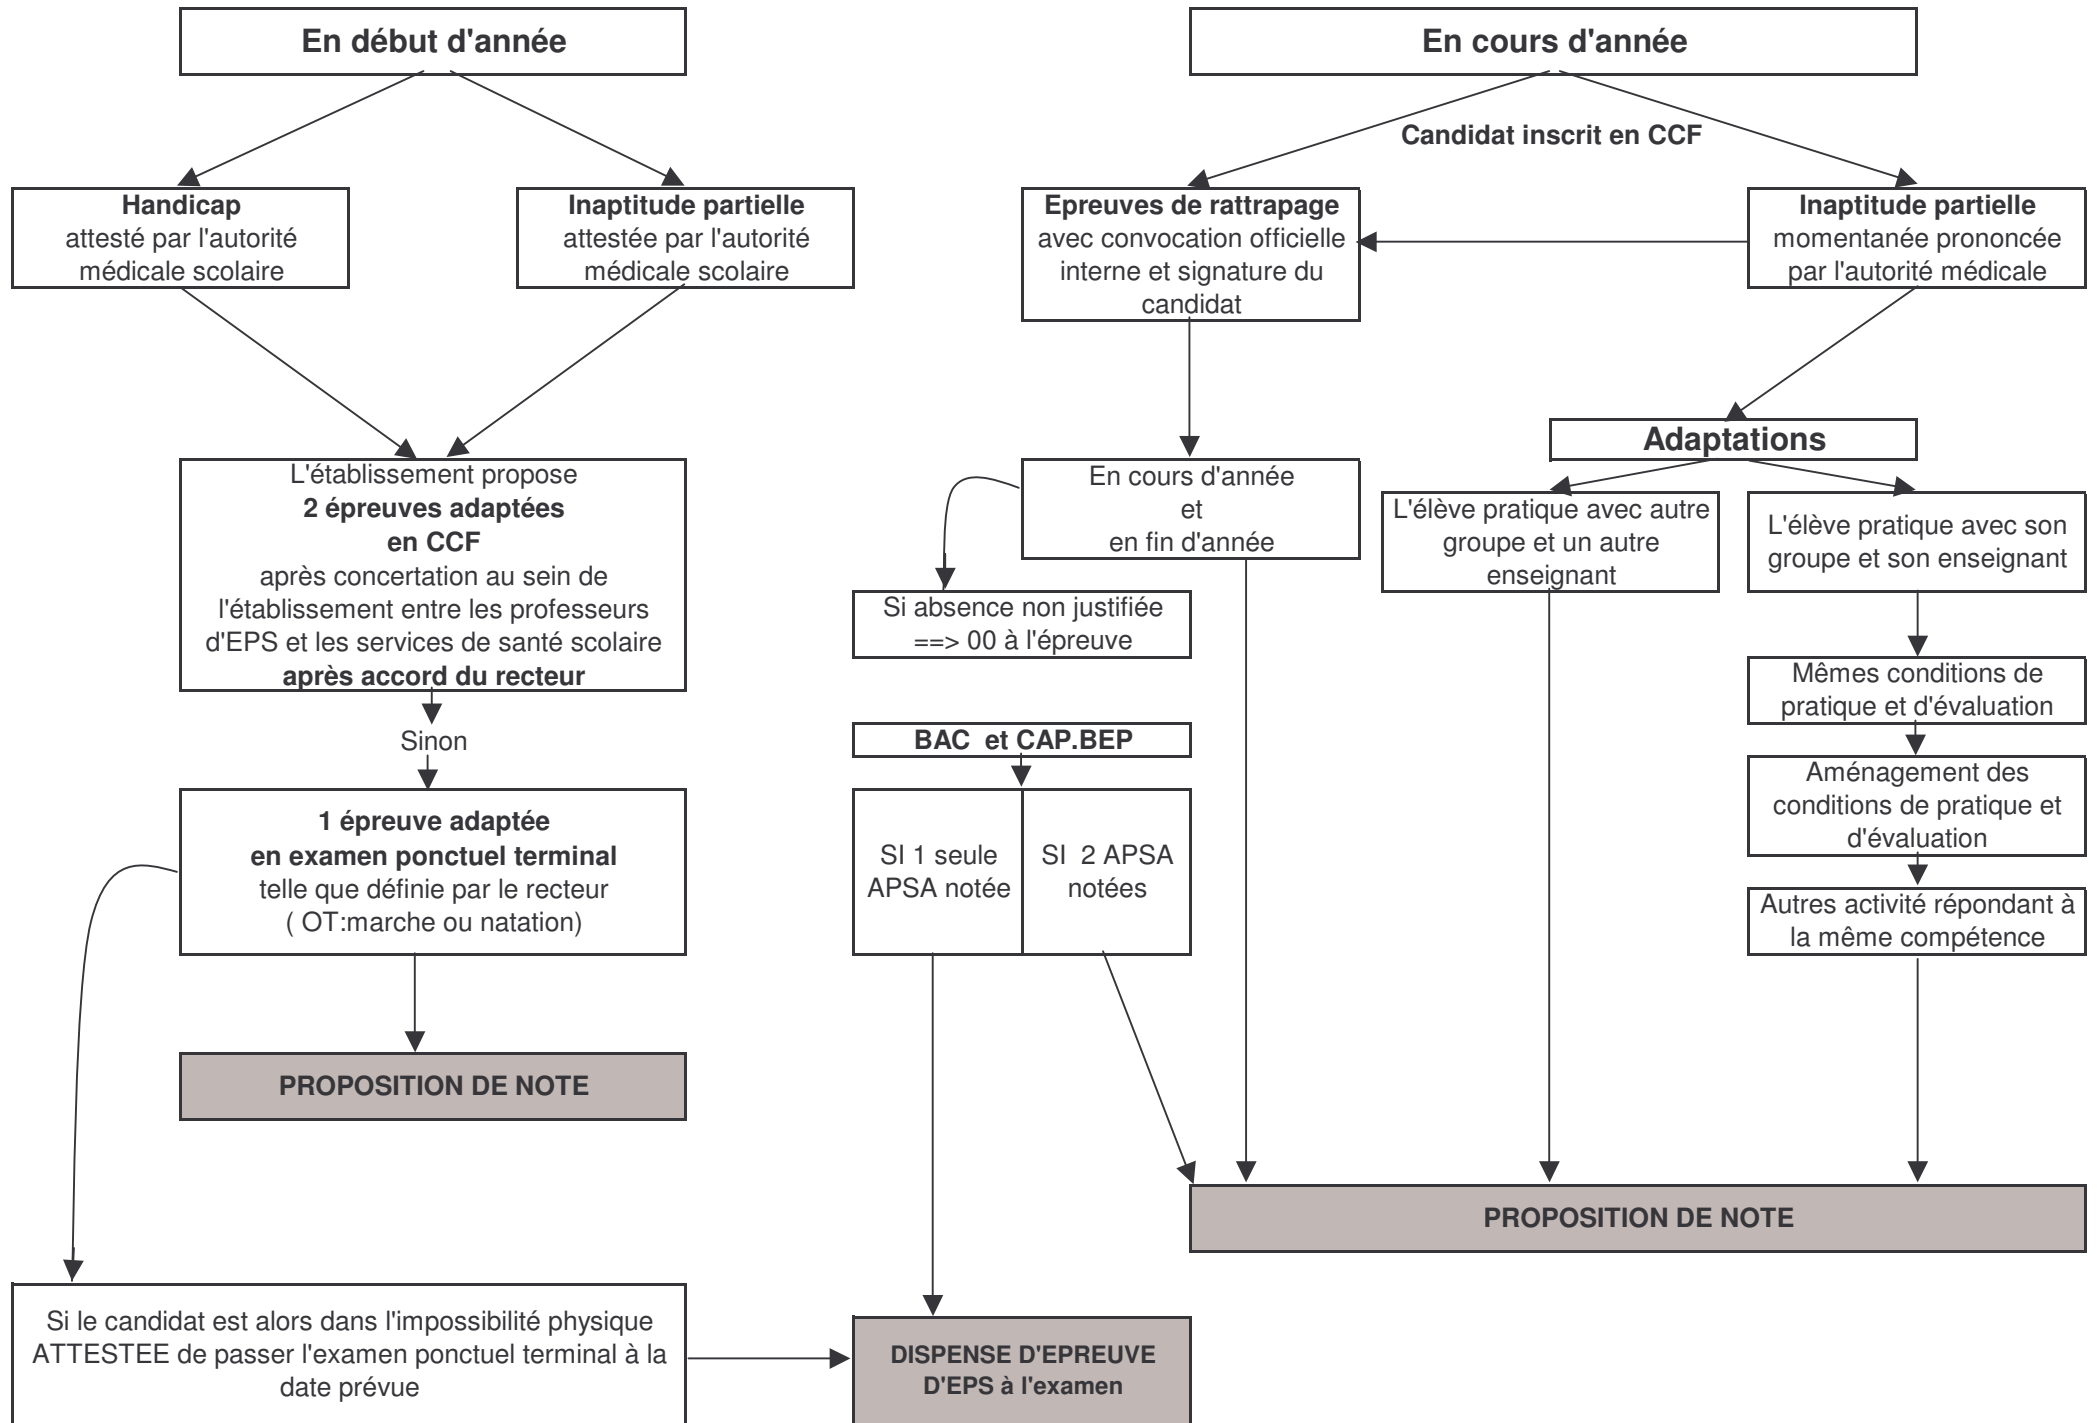 En début d'année
En cours d'année
Candidat inscrit en CCF
Handicap
attesté par l'autorité
médicale scolaire
Inaptitude partielle
attestée par l'autorité
médicale scolaire
Epreuves de rattrapage
avec convocation officielle
interne et signature du
candidat
Inaptitude partielle
momentanée prononcée
par l'autorité médicale
Adaptations
L'établissement propose
2 épreuves adaptées
en CCF
après concertation au sein de
l'établissement entre les professeurs
d'EPS et les services de santé scolaire
après accord du recteur
En cours d'année
et
en fin d'année
L'élève pratique avec autre
groupe et un autre
enseignant
L'élève pratique avec son
groupe et son enseignant
Si absence non justifiée
==> 00 à l'épreuve
Mêmes conditions de
pratique et d'évaluation
Sinon
BAC et CAP.BEP
Aménagement des
conditions de pratique et
d'évaluation
1 épreuve adaptée
en examen ponctuel terminal
telle que définie par le recteur
( OT:marche ou natation)
SI 1 seule
APSA notée
SI 2 APSA
notées
Autres activité répondant à
la même compétence
PROPOSITION DE NOTE
PROPOSITION DE NOTE
Si le candidat est alors dans l'impossibilité physique
ATTESTEE de passer l'examen ponctuel terminal à la
date prévue
DISPENSE D'EPREUVE
D'EPS à l'examen